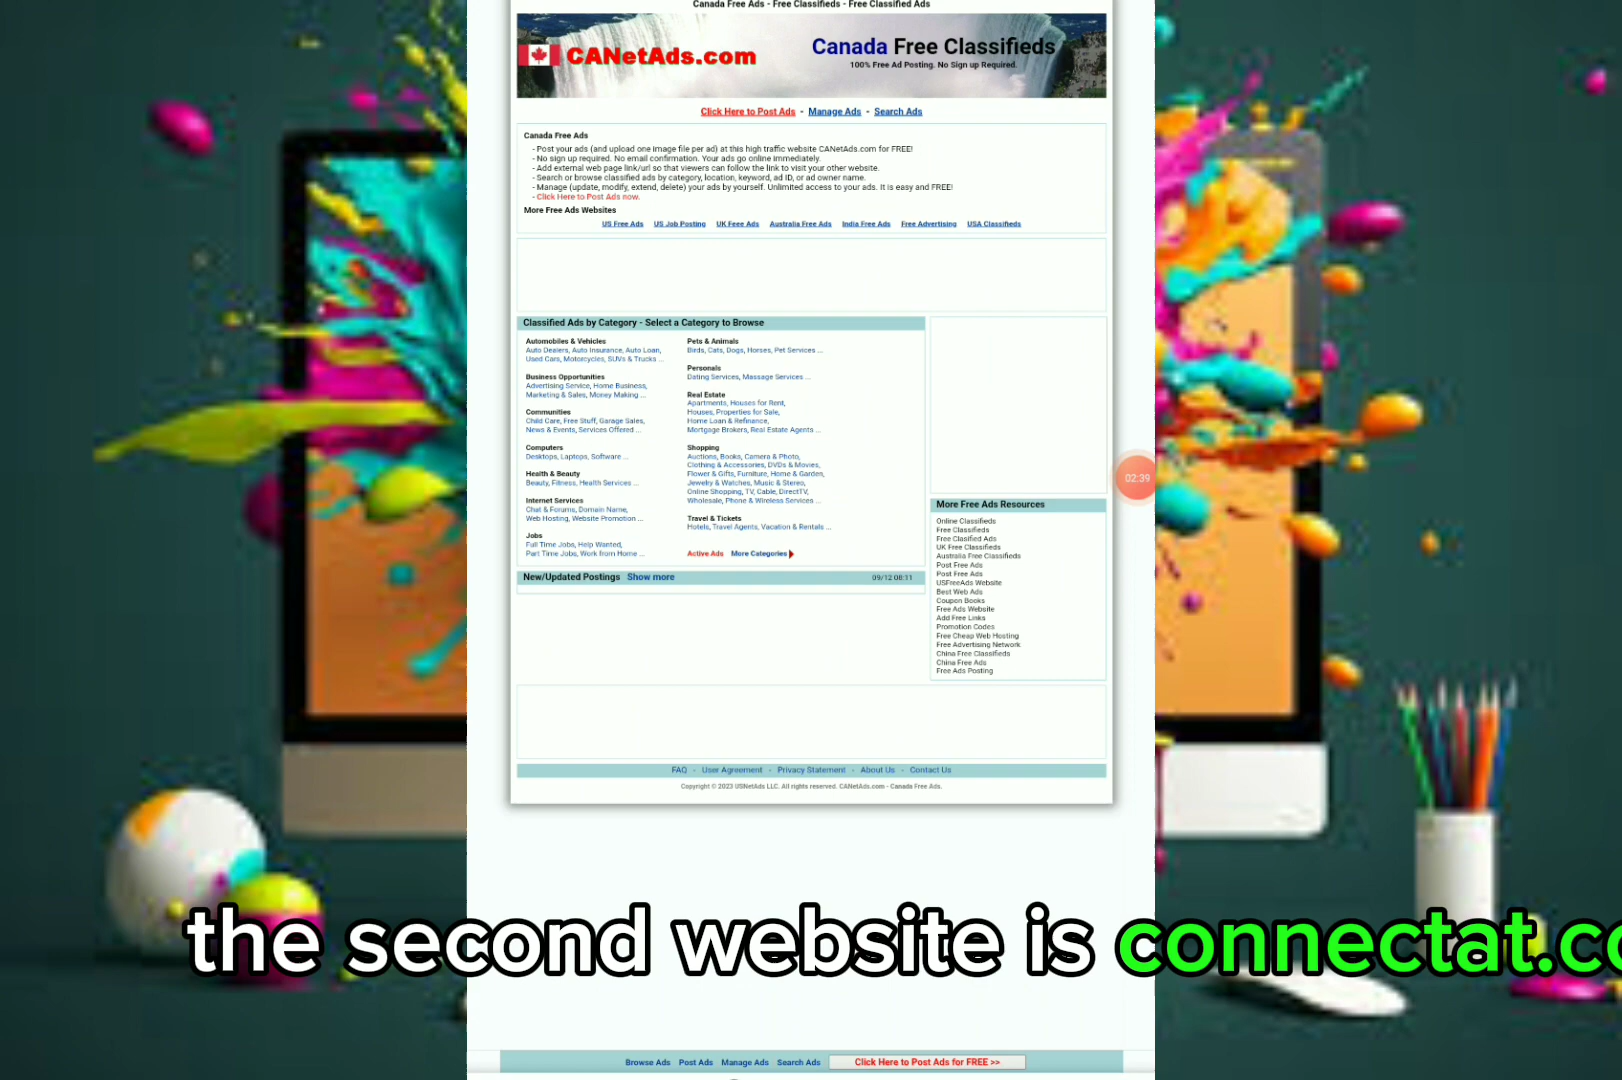 Canada Free Ads - Free Classifieds - Free Classified Ads
CANetAds.com
Canada Free Classifieds
100% Free Ad Posting. No Sign up Required.
Click Here to Post Ads - Manage Ads - Search Ads
Canada Free Ads
- Post your ads (and upload one image file per ad) at this high traffic website CANetAds.com for FREE!
- No sign up required. No email confirmation. Your ads go online immediately.
- Add external web page link/url so that viewers can follow the link to visit your other website.
- Search or browse classified ads by category, location, keyword, ad ID, or ad owner name.
- Manage (update, modify, extend, delete) your ads by yourself. Unlimited access to your ads. It is easy and FREE!
- Click Here to Post Ads now.
More Free Ads Websites
US Free Ads US Job Posting UK Feee Ads Australia Free Ads India Free Ads Free Advertising USA Classifieds
Classified Ads by Category - Select a Category to Browse
Automobiles & Vehicles
Auto Dealers, Auto Insurance, Auto Loan,
Used Cars, Motorcycles, SUVs & Trucks ...
Business Opportunities
Advertising Service, Home Business,
Marketing & Sales, Money Making ...
Communities
Child Care, Free Stuff, Garage Sales,
News & Events, Services Offered ...
Computers
Desktops, Laptops, Software ...
Health & Beauty
Beauty, Fitness, Health Services ...
Internet Services
Chat & Forums, Domain Name,
Web Hosting, Website Promotion ...
Jobs
Full Time Jobs, Help Wanted,
Part Time Jobs, Work from Home ...
Pets & Animals
Birds, Cats, Dogs, Horses, Pet Services ...
Personals
Dating Services, Massage Services ...
Real Estate
Apartments, Houses for Rent,
Houses, Properties for Sale,
Home Loan & Refinance,
Mortgage Brokers, Real Estate Agents ...
Shopping
Auctions, Books, Camera & Photo,
Clothing & Accessories, DVDs & Movies,
Flower & Gifts, Furniture, Home & Garden,
Jewelry & Watches, Music & Stereo,
Online Shopping, TV, Cable, DirectTV,
Wholesale, Phone & Wireless Services ...
Travel & Tickets
Hotels, Travel Agents, Vacation & Rentals ...
Active Ads More Categories
New/Updated Postings Show more 09/12 08:11
02:39
More Free Ads Resources
Online Classifieds
Free Classifieds
Free Clasified Ads
UK Free Classifieds
Australia Free Classifieds
Post Free Ads
Post Free Ads
USFreeAds Website
Best Web Ads
Coupon Books
Free Ads Website
Add Free Links
Promotion Codes
Free Cheap Web Hosting
Free Advertising Network
China Free Classifieds
China Free Ads
Free Ads Posting
FAQ - User Agreement - Privacy Statement - About Us - Contact Us
Copyright © 2023 USNetAds LLC. All rights reserved. CANetAds.com - Canada Free Ads.
the second website is connectat.co
Browse Ads Post Ads Manage Ads Search Ads Click Here to Post Ads for FREE >>